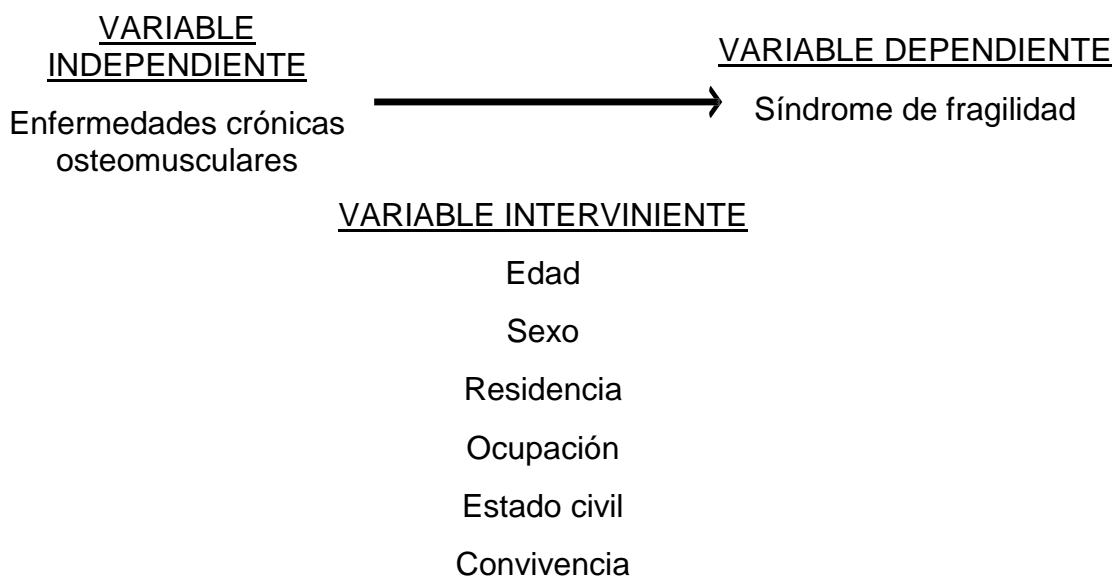 VARIABLE
INDEPENDIENTE
Enfermedades crónicas
osteomusculares
VARIABLE DEPENDIENTE
Síndrome de fragilidad
VARIABLE INTERVINIENTE
Edad
Sexo
Residencia
Ocupación
Estado civil
Convivencia